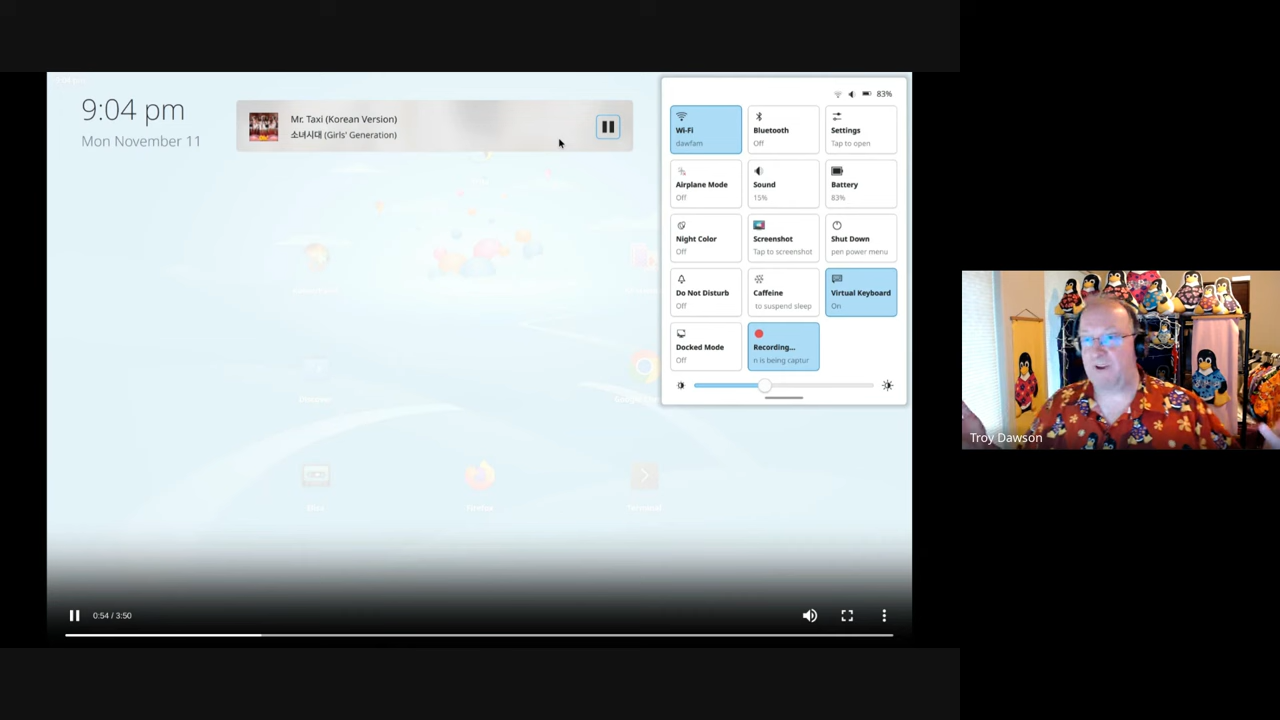 9:04 pm
Mon November 11
Mr. Taxi (Korean Version)
소녀시대 (Girls' Generation)
83%
Wi-Fi
dawfam
Bluetooth
Off
Settings
Tap to open
Airplane Mode
Off
Sound
15%
Battery
83%
Night Color
Off
Screenshot
Tap to screenshot
Shut Down
pen power menu
Do Not Disturb
Off
Caffeine
to suspend sleep
Virtual Keyboard
On
Docked Mode
Off
Recording...
n is being captur
Firefox
Terminal
0:54 / 3:50
Troy Dawson